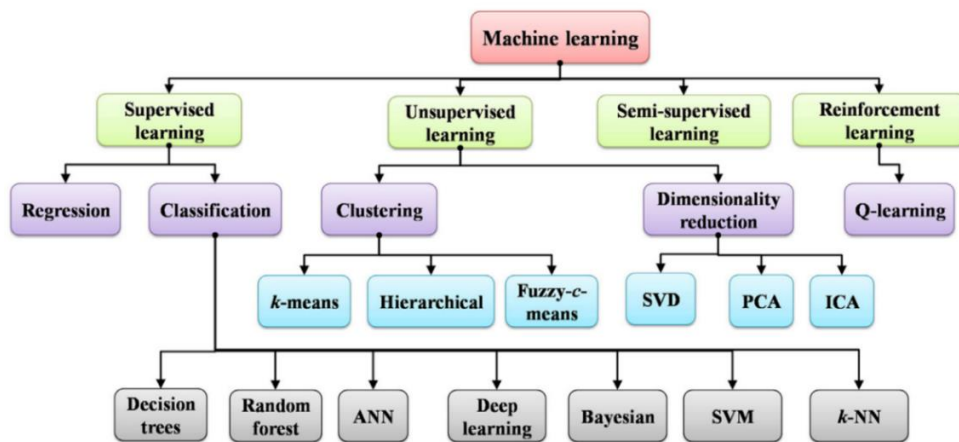 Machine learning
Supervised
learning
Unsupervised
learning
Semi-supervised
learning
Reinforcement
learning
Regression
Classification
Clustering
Dimensionality
reduction
Q-learning
k-means
Hierarchical
Fuzzy-c-
means
SVD
PCA
ICA
Decision
trees
Random
forest
ANN
Deep
learning
Bayesian
SVM
k-NN